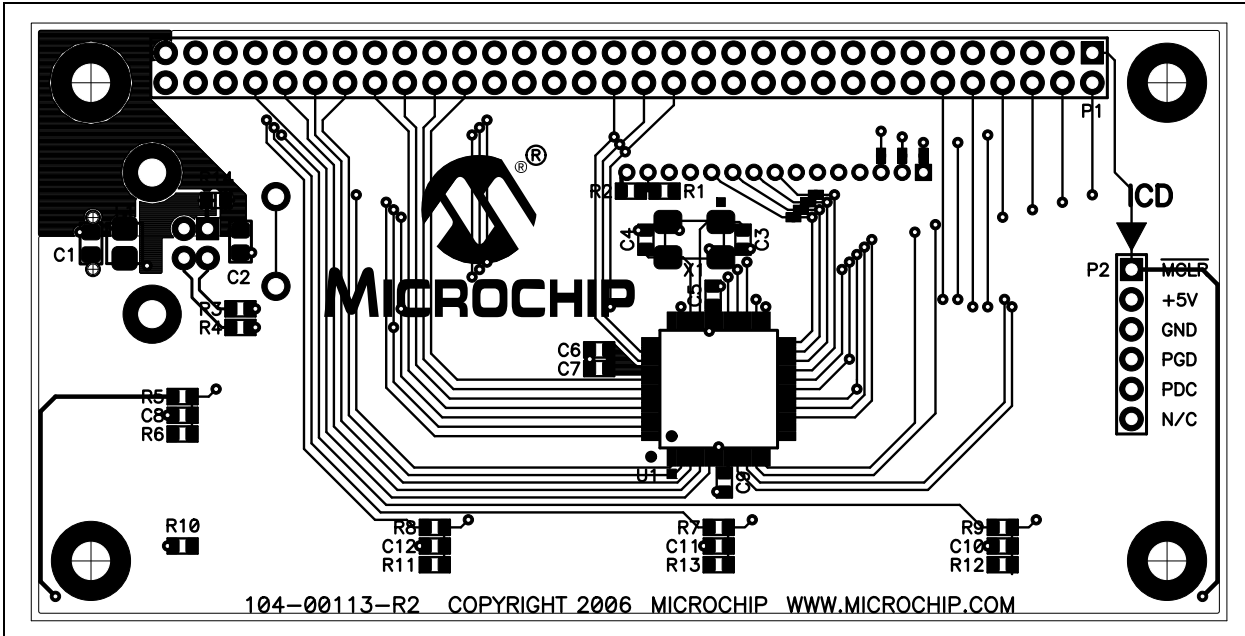 P1
®
®
R2
R1
ICD
C1
C2
C4
C3
X1
P2
MCLR
C5
+5V
MICROCHIP
R3
R4
GND
C6
PGD
C7
PDC
R5
C8
N/C
R6
U1
C9
R10
R8
R7
R9
C12
C11
C10
R11
R13
R12
104-00113-R2 COPYRIGHT 2006 MICROCHIP WWW.MICROCHIP.COM